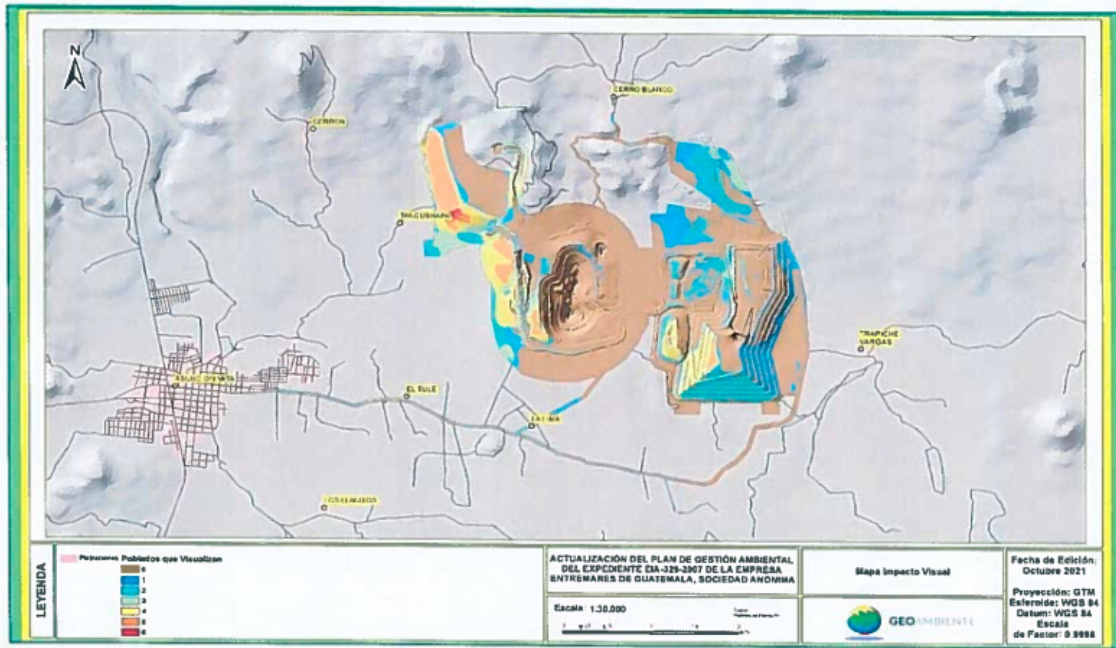 N
CERRO BLANCO
CERRON
TRAPICHE
VARGAS
EL TULE
LEYENDA
Poblados que Visualizan
0
1
2
3
4
5
6
ACTUALIZACIÓN DEL PLAN DE GESTIÓN AMBIENTAL
DEL EXPEDIENTE EIA-329-2007 DE LA EMPRESA
ENTREMARES DE GUATEMALA, SOCIEDAD ANÓNIMA
Escala: 1:30,000
Mapa Impacto Visual
GEOAMBIENTE
Fecha de Edición:
Octubre 2021
Proyección: GTM
Esferoide: WGS 84
Datum: WGS 84
Escala
de Factor: 0.9998